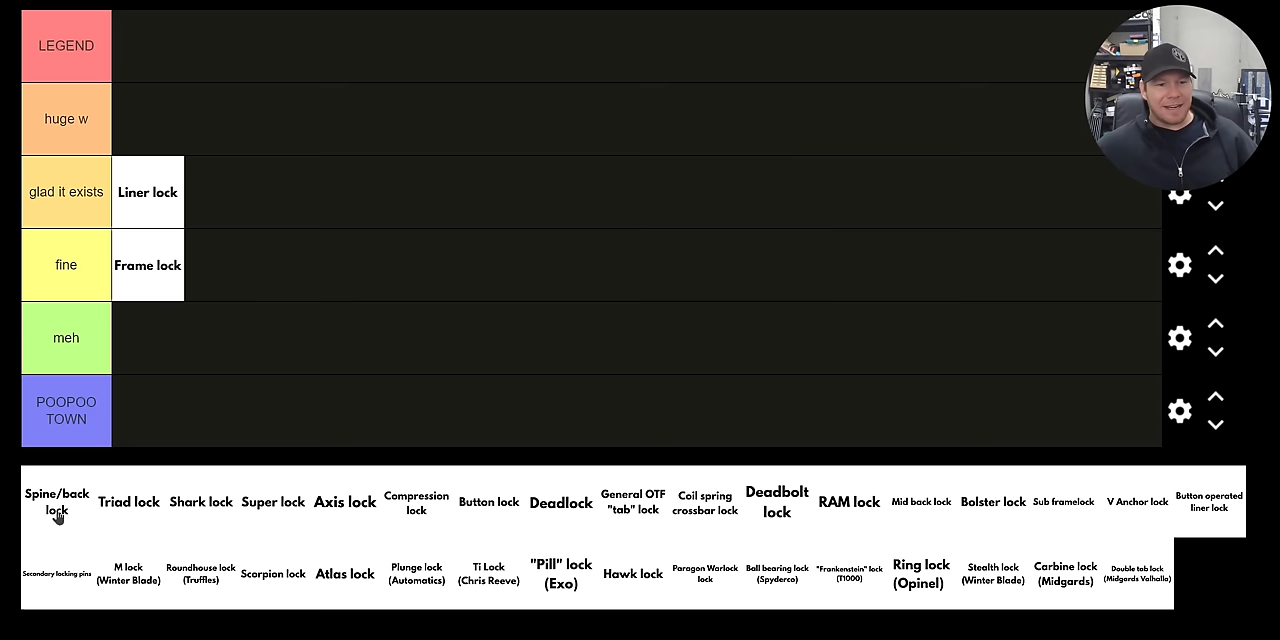 LEGEND
huge w
glad it exists
Liner lock
fine
Frame lock
meh
POOPOO
TOWN
Spine/back
lock
Triad lock
Shark lock
Super lock
Axis lock
Compression
lock
Button lock
Deadlock
General OTF
"tab" lock
Coil spring
crossbar lock
Deadbolt
lock
RAM lock
Mid back lock
Bolster lock
Sub framelock
V Anchor lock
Button operated
liner lock
Secondary locking pins
M lock
(Winter Blade)
Roundhouse lock
(Truffles)
Scorpion lock
Atlas lock
Plunge lock
(Automatics)
Ti Lock
(Chris Reeve)
"Pill" lock
(Exo)
Hawk lock
Paragon Warlock
lock
Ball bearing lock
(Spyderco)
"Frankenstein" lock
(T1000)
Ring lock
(Opinel)
Stealth lock
(Winter Blade)
Carbine lock
(Midgards)
Double tab lock
(Midgards Valhalla)